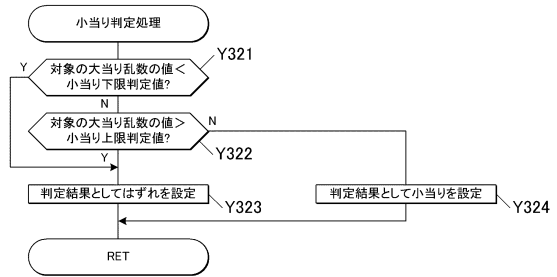 小当り判定処理
Y321
Y
対象の大当り乱数の値<
小当り下限判定値?
N
対象の大当り乱数の値>
小当り上限判定値?
N
Y322
Y
判定結果としてはずれを設定
Y323
判定結果として小当りを設定
Y324
RET